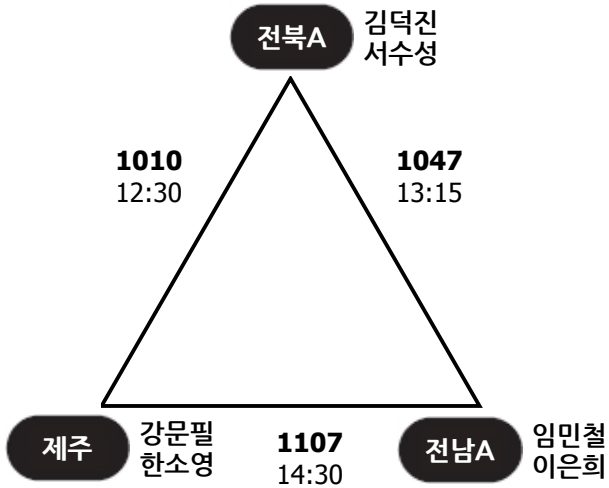 전북A
김덕진
서수성
1010
12:30
1047
13:15
제주
강문필
한소영
1107
14:30
전남A
임민철
이은희